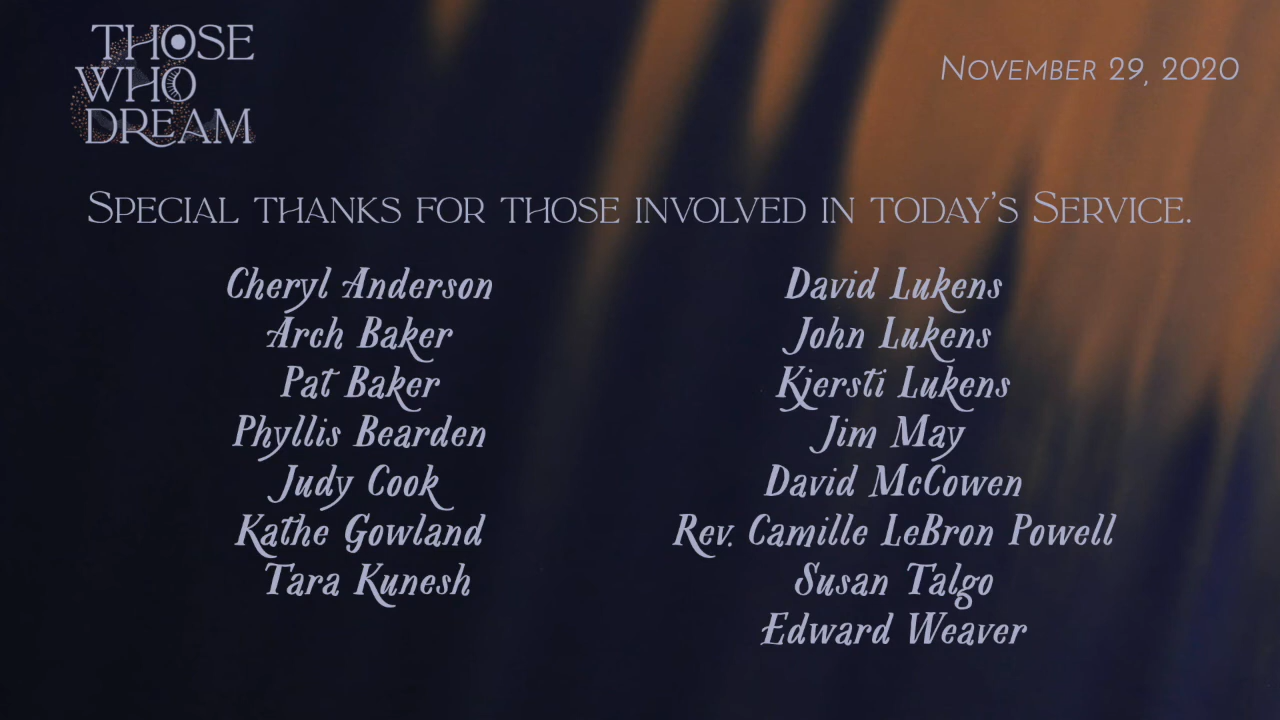 THOSE
WHO
DREAM
NOVEMBER 29, 2020
SPECIAL THANKS FOR THOSE INVOLVED IN TODAY'S SERVICE.
Cheryl Anderson
Arch Baker
Pat Baker
Phyllis Bearden
Judy Cook
Kathe Gowland
Tara Kunesh
David Lukens
John Lukens
Kjersti Lukens
Jim May
David McCowen
Rev. Camille LeBron Powell
Susan Talgo
Edward Weaver